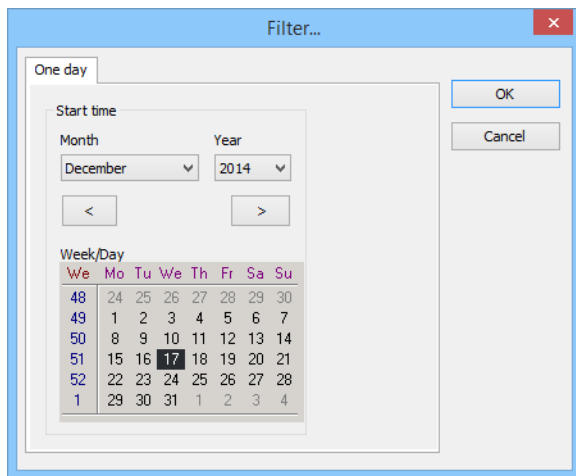 Filter...
One day
OK
Start time
Month Year
Cancel
December 2014
< >
Week/Day
We Mo Tu We Th Fr Sa Su
48 24 25 26 27 28 29 30
49 1 2 3 4 5 6 7
50 8 9 10 11 12 13 14
51 15 16 17 18 19 20 21
52 22 23 24 25 26 27 28
1 29 30 31 1 2 3 4